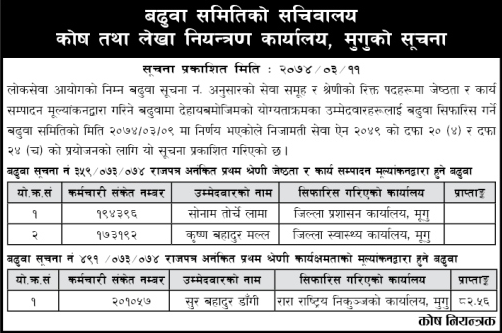 बढुवा समितिको सचिवालय
कोष तथा लेखा नियन्त्रण कार्यालय, मुगुको सूचना
सूचना प्रकाशित मिति : २०७४/०३/११
लोकसेवा आयोगको निम्न बढुवा सूचना नं. अनुसारको सेवा समूह र श्रेणीको रिक्त पदहरूमा जेष्ठता र कार्य
सम्पादन मूल्यांकनद्वारा गरिने बढुवामा देहायबमोजिमको योग्यताक्रमका उम्मेदवारहरूलाई बढुवा सिफारिस गर्ने
बढुवा समितिको मिति २०७४/०३/०९ मा निर्णय भएकोले निजामती सेवा ऐन २०४९ को दफा २० (४) र दफा
२४ (च) को प्रयोजनको लागि यो सूचना प्रकाशित गरिएको छ ।
बढुवा सूचना नं ३५९/०७३/०७४ राजपत्र अनंकित प्रथम श्रेणी जेष्ठता र कार्य सम्पादन मूल्यांकनद्वारा हुने बढुवा
यो.क्र.सं कर्मचारी संकेत नम्बर उम्मेदवारको नाम सिफारिस गरिएको कार्यालय प्राप्ताङ्क
१ १९४३९६ सोनाम तोर्चे लामा जिल्ला प्रशासन कार्यालय, मुगु
२ १७३१९२ कृष्ण बहादुर मल्ल जिल्ला स्वास्थ्य कार्यालय, मुगु
बढुवा सूचना नं ४९१ /०७३/०७४ राजपत्र अनंकित प्रथम श्रेणी कार्यक्षमताको मूल्यांकनद्वारा हुने बढुवा
यो.क्र.सं कर्मचारी संकेत नम्बर उम्मेदवारको नाम सिफारिस गरिएको कार्यालय प्राप्ताङ्क
१ २०१०५७ सुर बहादुर डाँगी रारा राष्ट्रिय निकुञ्जको कार्यालय, मुगु ८२.५६
कोष नियन्त्रक